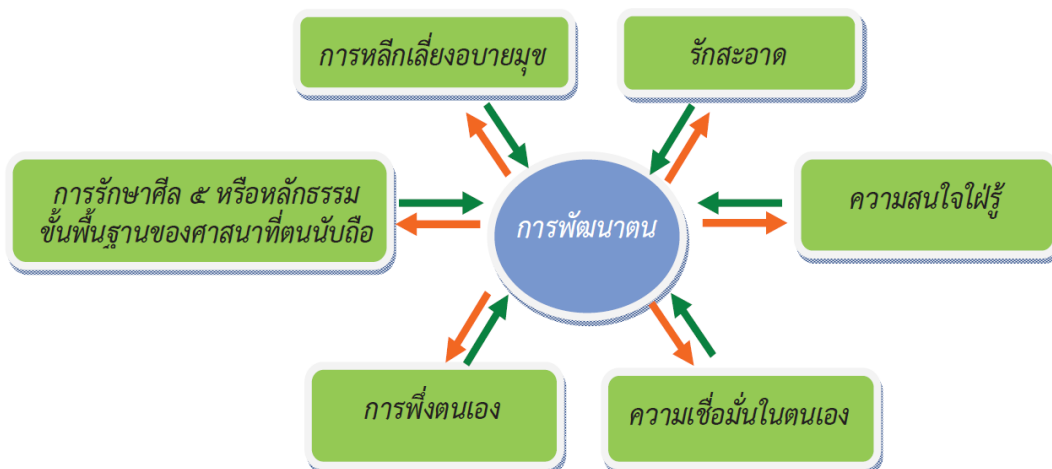 การหลีกเลี่ยงอบายมุข
รักสะอาด
การรักษาศีล ๕ หรือหลักธรรม
ขั้นพื้นฐานของศาสนาที่ตนนับถือ
การพัฒนาตน
ความสนใจใฝ่รู้
การพึ่งตนเอง
ความเชื่อมั่นในตนเอง